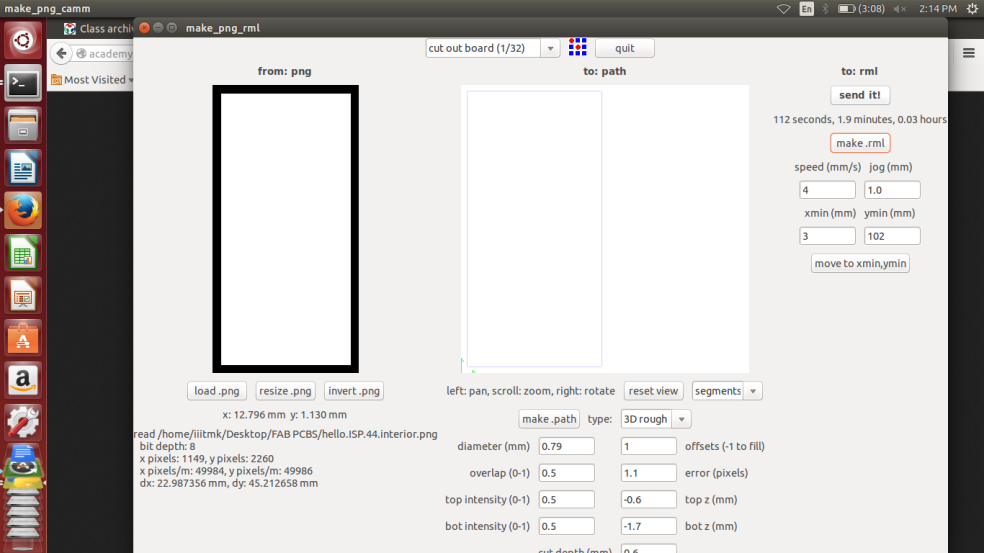 make_png_camm
En
(3:08)
2:14 PM
Class archi
make_png_rml
academy
Most Visited
cut out board (1/32)
quit
from: png
to: path
to: rml
send it!
112 seconds, 1.9 minutes, 0.03 hours
make .rml
speed (mm/s) jog (mm)
4 1.0
xmin (mm) ymin (mm)
3 102
move to xmin,ymin
load .png resize .png invert .png
x: 12.796 mm y: 1.130 mm
read /home/iiitmk/Desktop/FAB PCBS/hello.ISP.44.interior.png
bit depth: 8
x pixels: 1149, y pixels: 2260
x pixels/m: 49984, y pixels/m: 49986
dx: 22.987356 mm, dy: 45.212658 mm
left: pan, scroll: zoom, right: rotate reset view segments
make .path type: 3D rough
diameter (mm) 0.79 1 offsets (-1 to fill)
overlap (0-1) 0.5 1.1 error (pixels)
top intensity (0-1) 0.5 -0.6 top z (mm)
bot intensity (0-1) 0.5 -1.7 bot z (mm)
cut depth (mm) 0.6